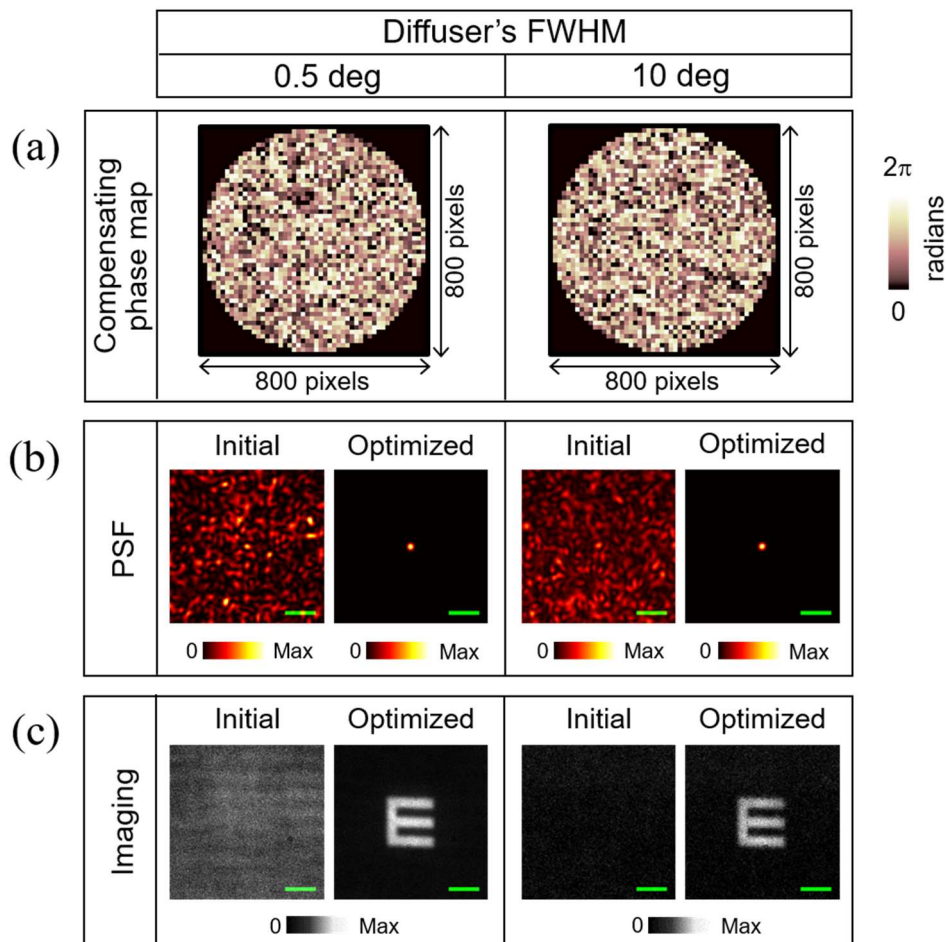 Diffuser's FWHM
0.5 deg
10 deg
(a)
Compensating
phase map
800 pixels
800 pixels
800 pixels
800 pixels
2π
radians
0
(b)
PSF
Initial
Optimized
Initial
Optimized
0 Max
0 Max
0 Max
0 Max
(c)
Imaging
Initial
Optimized
Initial
Optimized
E
E
0 Max
0 Max